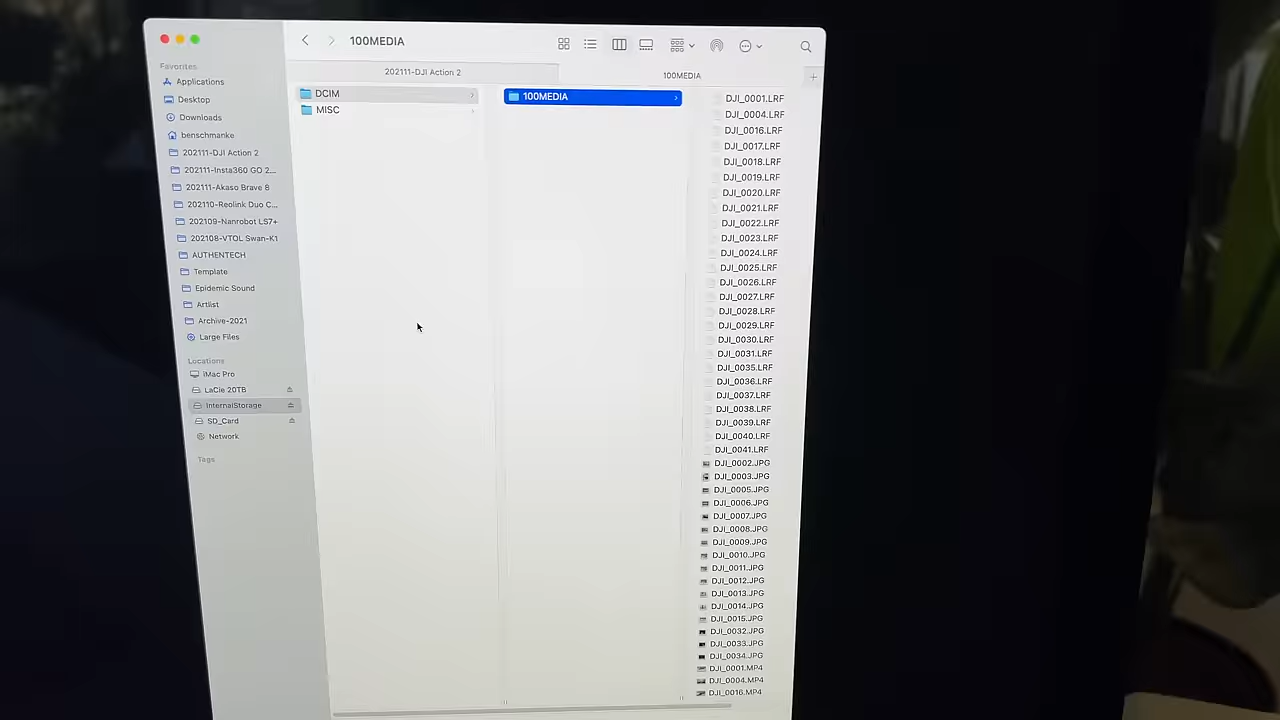 100MEDIA
202111-DJI Action 2
100MEDIA
Favorites
Applications
Desktop
Downloads
benschmanke
202111-DJI Action 2
202111-Insta360 GO 2...
202111-Akaso Brave 8
202110-Reolink Duo C...
202109-Nanrobot LS7+
202108-VTOL Swan-K1
AUTHENTECH
Template
Epidemic Sound
Artlist
Archive-2021
Large Files
Locations
iMac Pro
LaCie 20TB
InternalStorage
SD_Card
Network
Tags
DCIM
MISC
100MEDIA
DJI_0001.LRF
DJI_0004.LRF
DJI_0016.LRF
DJI_0017.LRF
DJI_0018.LRF
DJI_0019.LRF
DJI_0020.LRF
DJI_0021.LRF
DJI_0022.LRF
DJI_0023.LRF
DJI_0024.LRF
DJI_0025.LRF
DJI_0026.LRF
DJI_0027.LRF
DJI_0028.LRF
DJI_0029.LRF
DJI_0030.LRF
DJI_0031.LRF
DJI_0035.LRF
DJI_0036.LRF
DJI_0037.LRF
DJI_0038.LRF
DJI_0039.LRF
DJI_0040.LRF
DJI_0041.LRF
DJI_0002.JPG
DJI_0003.JPG
DJI_0005.JPG
DJI_0006.JPG
DJI_0007.JPG
DJI_0008.JPG
DJI_0009.JPG
DJI_0010.JPG
DJI_0011.JPG
DJI_0012.JPG
DJI_0013.JPG
DJI_0014.JPG
DJI_0015.JPG
DJI_0032.JPG
DJI_0033.JPG
DJI_0034.JPG
DJI_0001.MP4
DJI_0004.MP4
DJI_0016.MP4